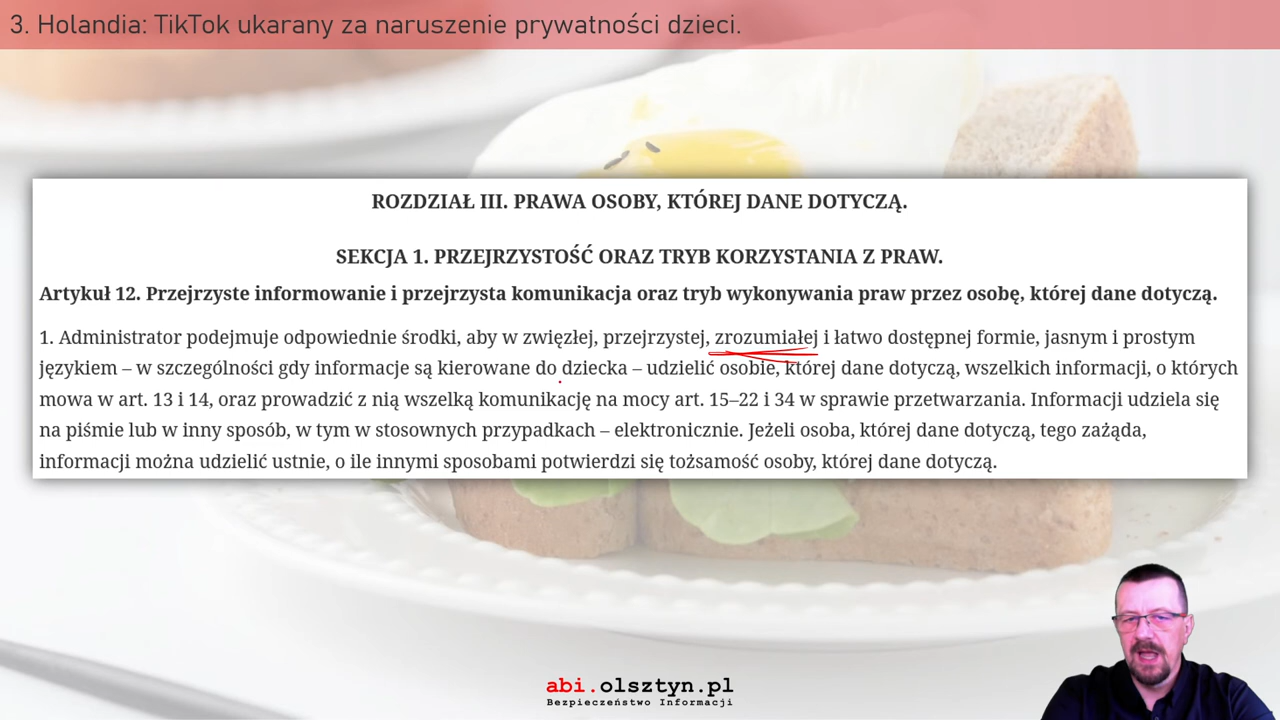 3. Holandia: TikTok ukarany za naruszenie prywatności dzieci.
ROZDZIAŁ III. PRAWA OSOBY, KTÓREJ DANE DOTYCZĄ.
SEKCJA 1. PRZEJRZYSTOŚĆ ORAZ TRYB KORZYSTANIA Z PRAW.
Artykuł 12. Przejrzyste informowanie i przejrzysta komunikacja oraz tryb wykonywania praw przez osobę, której dane dotyczą.
1. Administrator podejmuje odpowiednie środki, aby w zwięzłej, przejrzystej, zrozumiałej i łatwo dostępnej formie, jasnym i prostym
językiem – w szczególności gdy informacje są kierowane do dziecka – udzielić osobie, której dane dotyczą, wszelkich informacji, o których
mowa w art. 13 i 14, oraz prowadzić z nią wszelką komunikację na mocy art. 15–22 i 34 w sprawie przetwarzania. Informacji udziela się
na piśmie lub w inny sposób, w tym w stosownych przypadkach – elektronicznie. Jeżeli osoba, której dane dotyczą, tego zażąda,
informacji można udzielić ustnie, o ile innymi sposobami potwierdzi się tożsamość osoby, której dane dotyczą.
abi.olsztyn.pl
Bezpieczeństwo Informacji